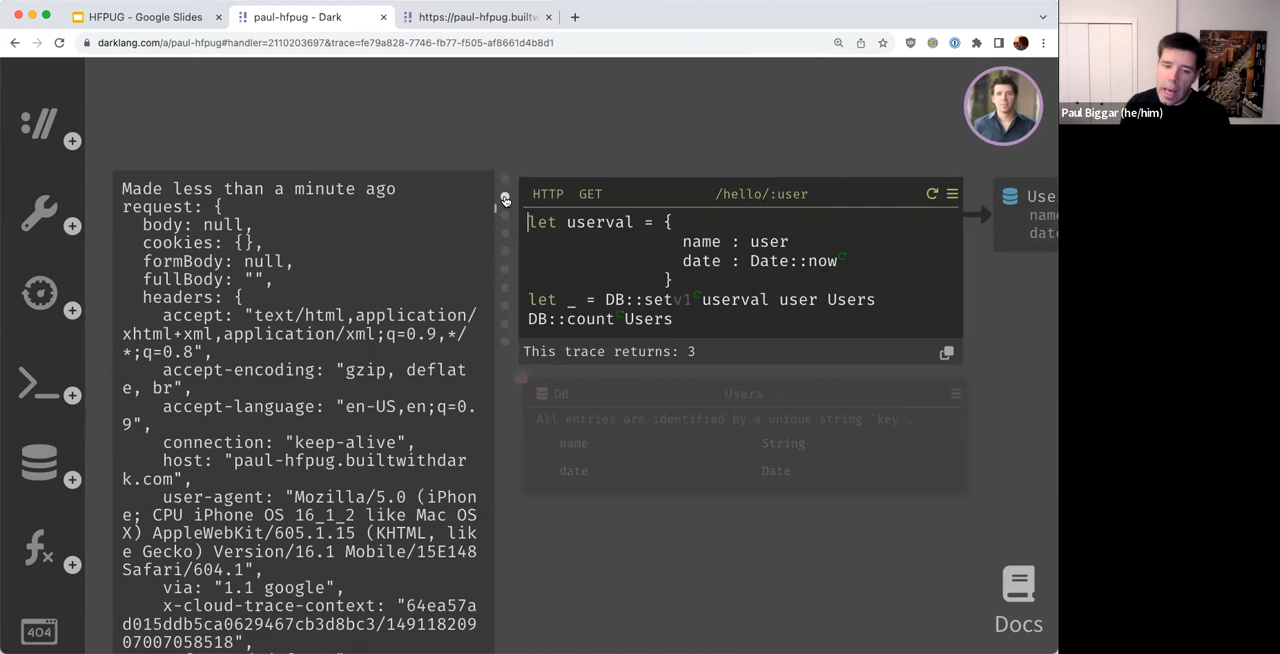 HFPUG - Google Slides
paul-hfpug - Dark
https://paul-hfpug.builtw
darklang.com/a/paul-hfpug#handler=2110203697&trace=fe79a828-7746-fb77-f505-af8661d4b8d1
Paul Biggar (he/him)
Made less than a minute ago
request: {
body: null,
cookies: {},
formBody: null,
fullBody: "",
headers: {
accept: "text/html,application/
xhtml+xml,application/xml;q=0.9,*/
*;q=0.8",
accept-encoding: "gzip, deflat
e, br",
accept-language: "en-US,en;q=0.
9",
connection: "keep-alive",
host: "paul-hfpug.builtwithdar
k.com",
user-agent: "Mozilla/5.0 (iPhon
e; CPU iPhone OS 16_1_2 like Mac OS
X) AppleWebKit/605.1.15 (KHTML, lik
e Gecko) Version/16.1 Mobile/15E148
Safari/604.1",
via: "1.1 google",
x-cloud-trace-context: "64ea57a
d015ddb5ca0629467cb3d8bc3/149118209
07007058518",
HTTP GET /hello/:user
let userval = {
name : user
date : Date::now
}
let _ = DB::setv1 userval user Users
DB::count Users
This trace returns: 3
DB Users
All entries are identified by a unique string `key`.
name String
date Date
Use
name
date
://
>_
fx
404
Docs